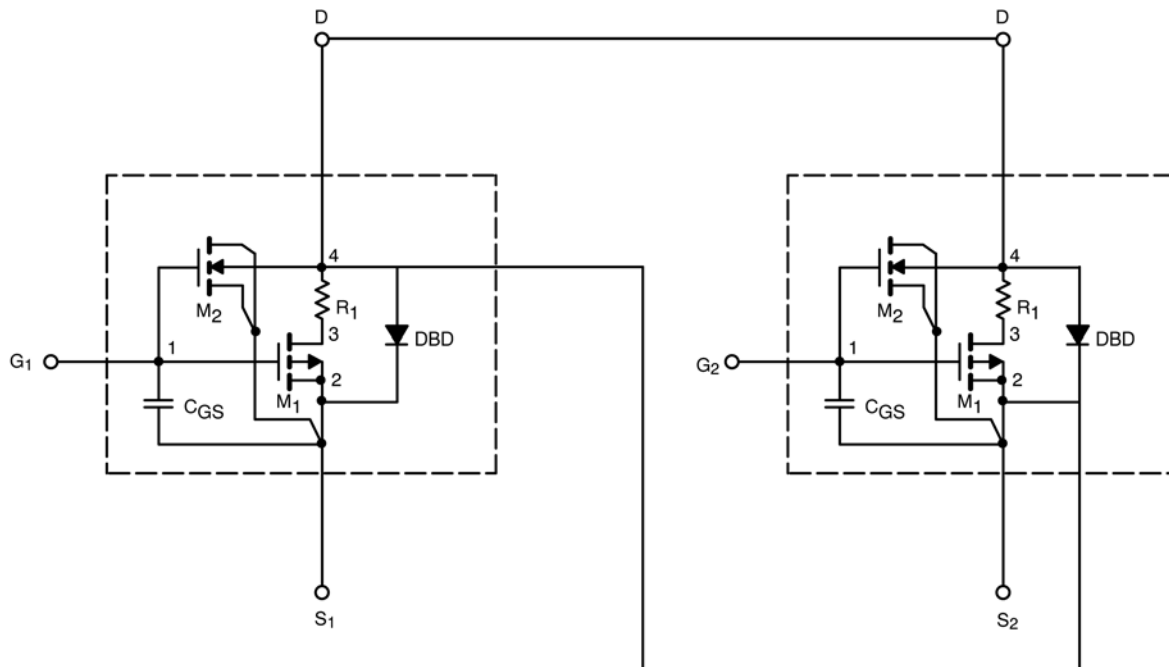 D D
4 4
M2 R1 M2 R1
3 DBD 3 DBD
G1 1 G2 1
2 2
M1 M1
CGS CGS
S1 S2